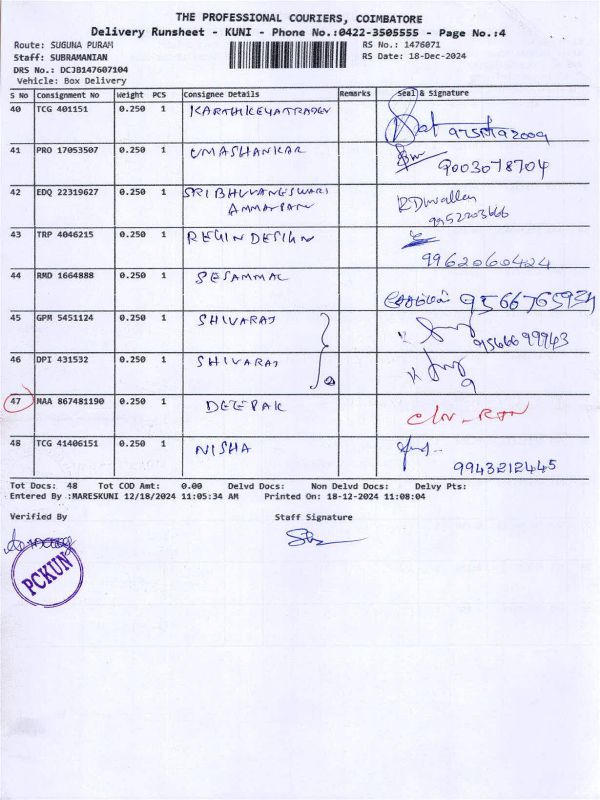 THE PROFESSIONAL COURIERS, COIMBATORE
Delivery Runsheet - KUNI - Phone No.:0422-3505555 - Page No.:4
Route: SUGUNA PURAM RS No.: 1476071
Staff: SUBRAMANIAN RS Date: 18-Dec-2024
DRS No.: DCJB147607104
Vehicle: Box Delivery
S No Consignment No Weight PCS Consignee Details Remarks Seal & Signature
40 TCG 401151 0.250 1
41 PRO 17053507 0.250 1 UMASHANKAR 9003078704
42 EDQ 22319627 0.250 1 SRI BHUVANESWARI
9952203666
43 TRP 4046215 0.250 1 REGIN DESIGN
9962060424
44 RMD 1664888 0.250 1 SESAMMAL
45 GPM 5451124 0.250 1 SHIVARAJ
9566699943
46 DPI 431532 0.250 1 SHIVARAJ
9
47 MAA 867481190 0.250 1 DEEPAK
48 TCG 41406151 0.250 1 NISHA
9943212445
Tot Docs: 48 Tot COD Amt: 0.00 Delvd Docs: Non Delvd Docs: Delvy Pts:
Entered By :MARESKUNI 12/18/2024 11:05:34 AM Printed On: 18-12-2024 11:08:04
Verified By Staff Signature
PCKUN